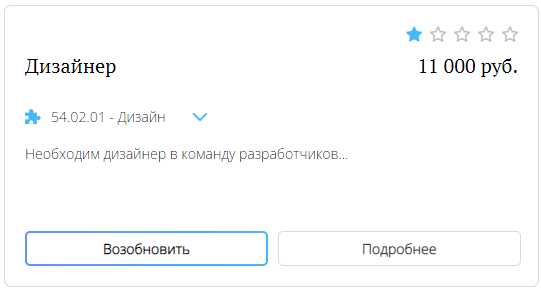 Дизайнер
11 000 руб.
54.02.01 - Дизайн
Необходим дизайнер в команду разработчиков...
Возобновить
Подробнее